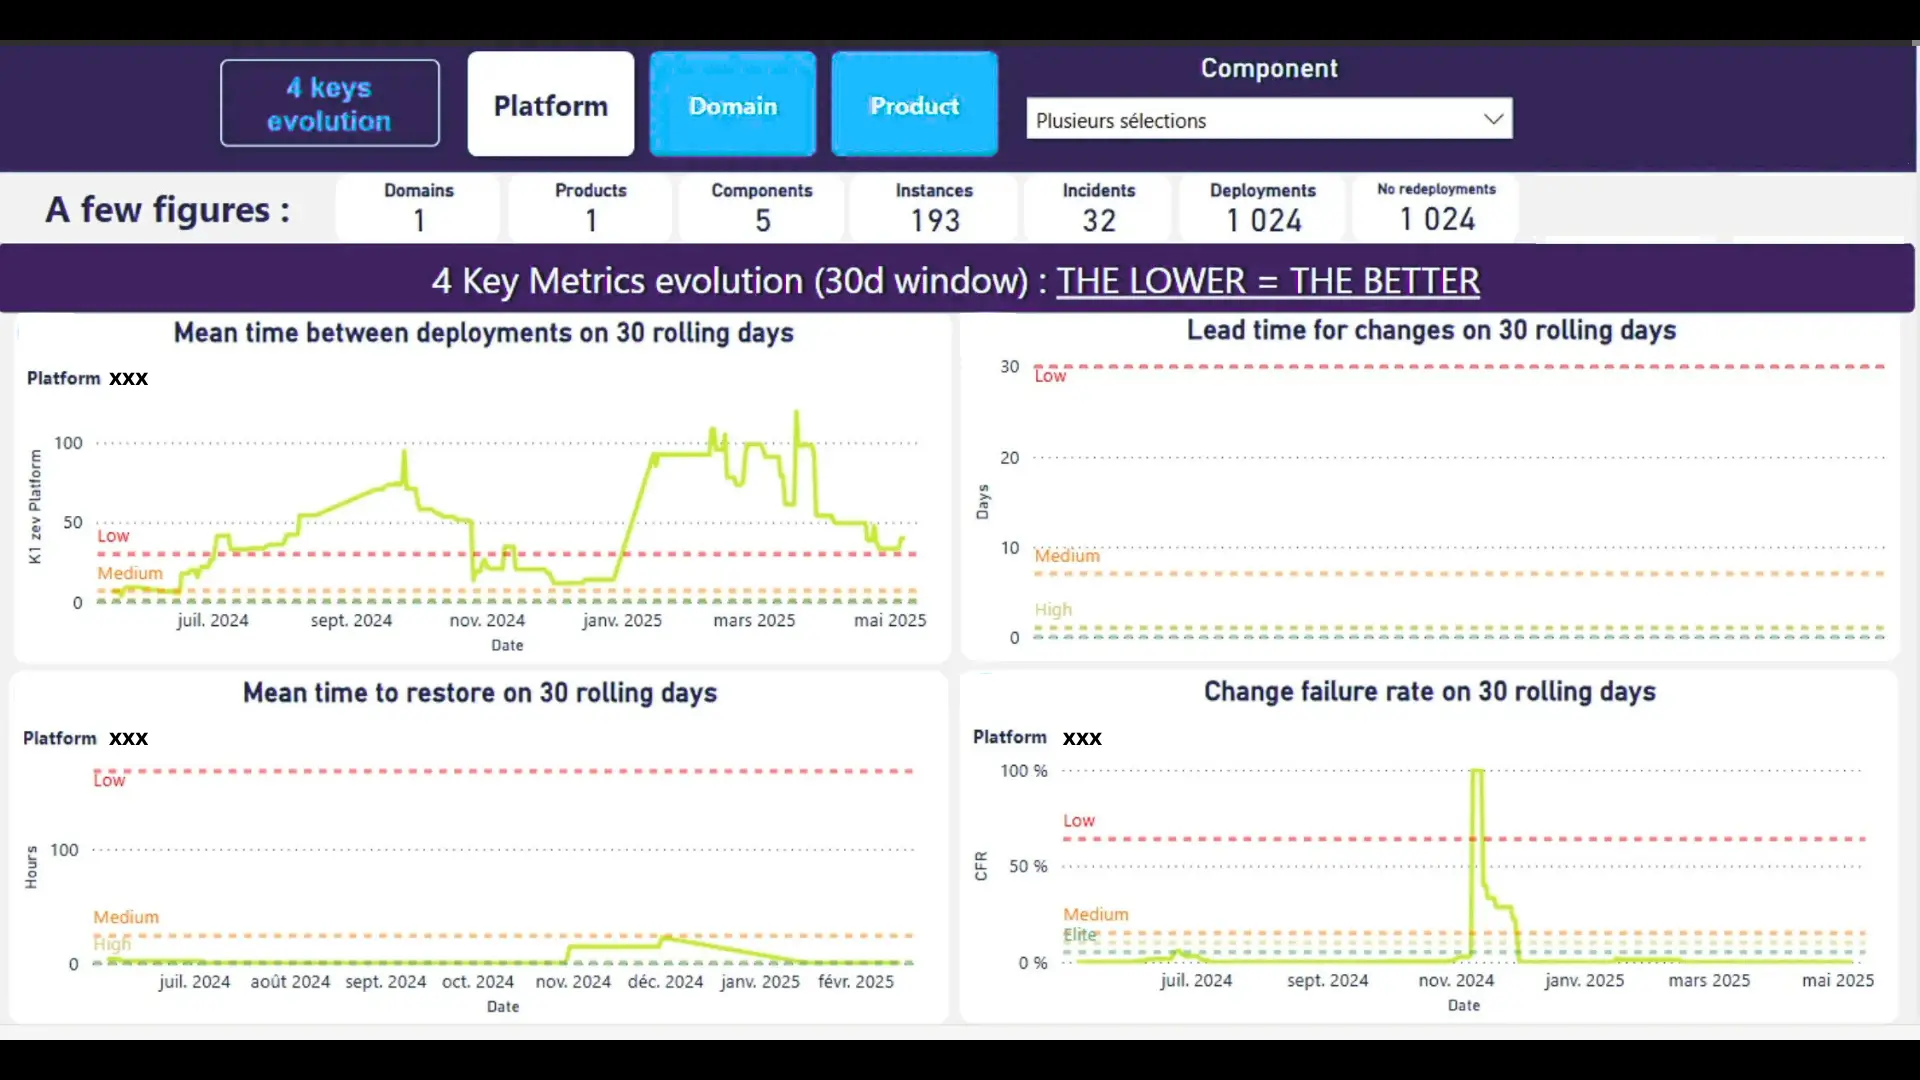 4 keys
evolution
Platform
Domain
Product
Component
Plusieurs sélections
A few figures :
Domains
1
Products
1
Components
5
Instances
193
Incidents
32
Deployments
1 024
No redeployments
1 024
4 Key Metrics evolution (30d window) : THE LOWER = THE BETTER
Mean time between deployments on 30 rolling days
Platform xxx
K1 zev Platform
100
50
Low
Medium
0
juil. 2024 sept. 2024 nov. 2024 janv. 2025 mars 2025 mai 2025
Date
Lead time for changes on 30 rolling days
Days
30
Low
20
10
Medium
High
0
Mean time to restore on 30 rolling days
Platform xxx
Hours
Low
100
Medium
High
0
juil. 2024 août 2024 sept. 2024 oct. 2024 nov. 2024 déc. 2024 janv. 2025 févr. 2025
Date
Change failure rate on 30 rolling days
Platform xxx
CFR
100 %
Low
50 %
Medium
Elite
0 %
juil. 2024 sept. 2024 nov. 2024 janv. 2025 mars 2025 mai 2025
Date